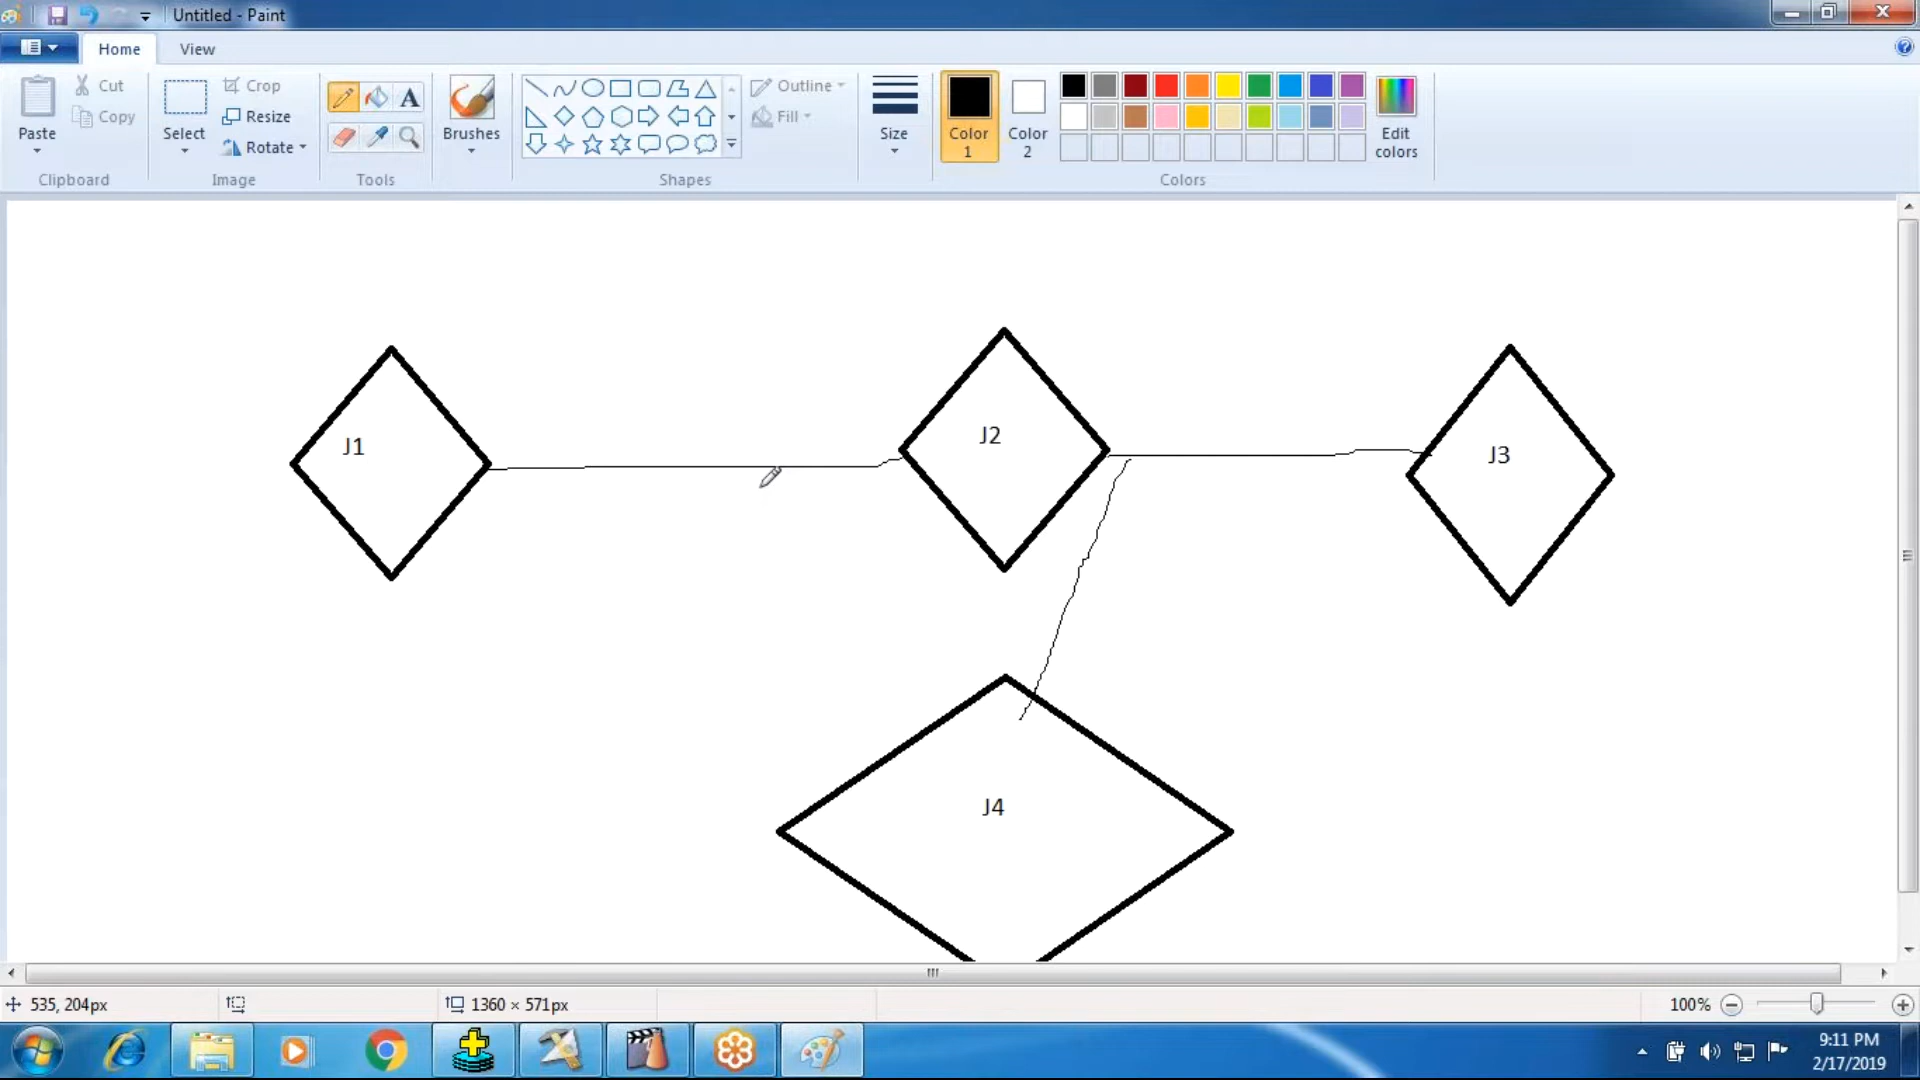 Untitled - Paint
Home View
Cut
Copy
Paste
Clipboard
Select
Crop
Resize
Rotate
Image
A
Tools
Brushes
Outline
Fill
Shapes
Size
Color 1
Color 2
Edit colors
Colors
J1
J2
J3
J4
535, 204px
1360 × 571px
100%
9:11 PM
2/17/2019